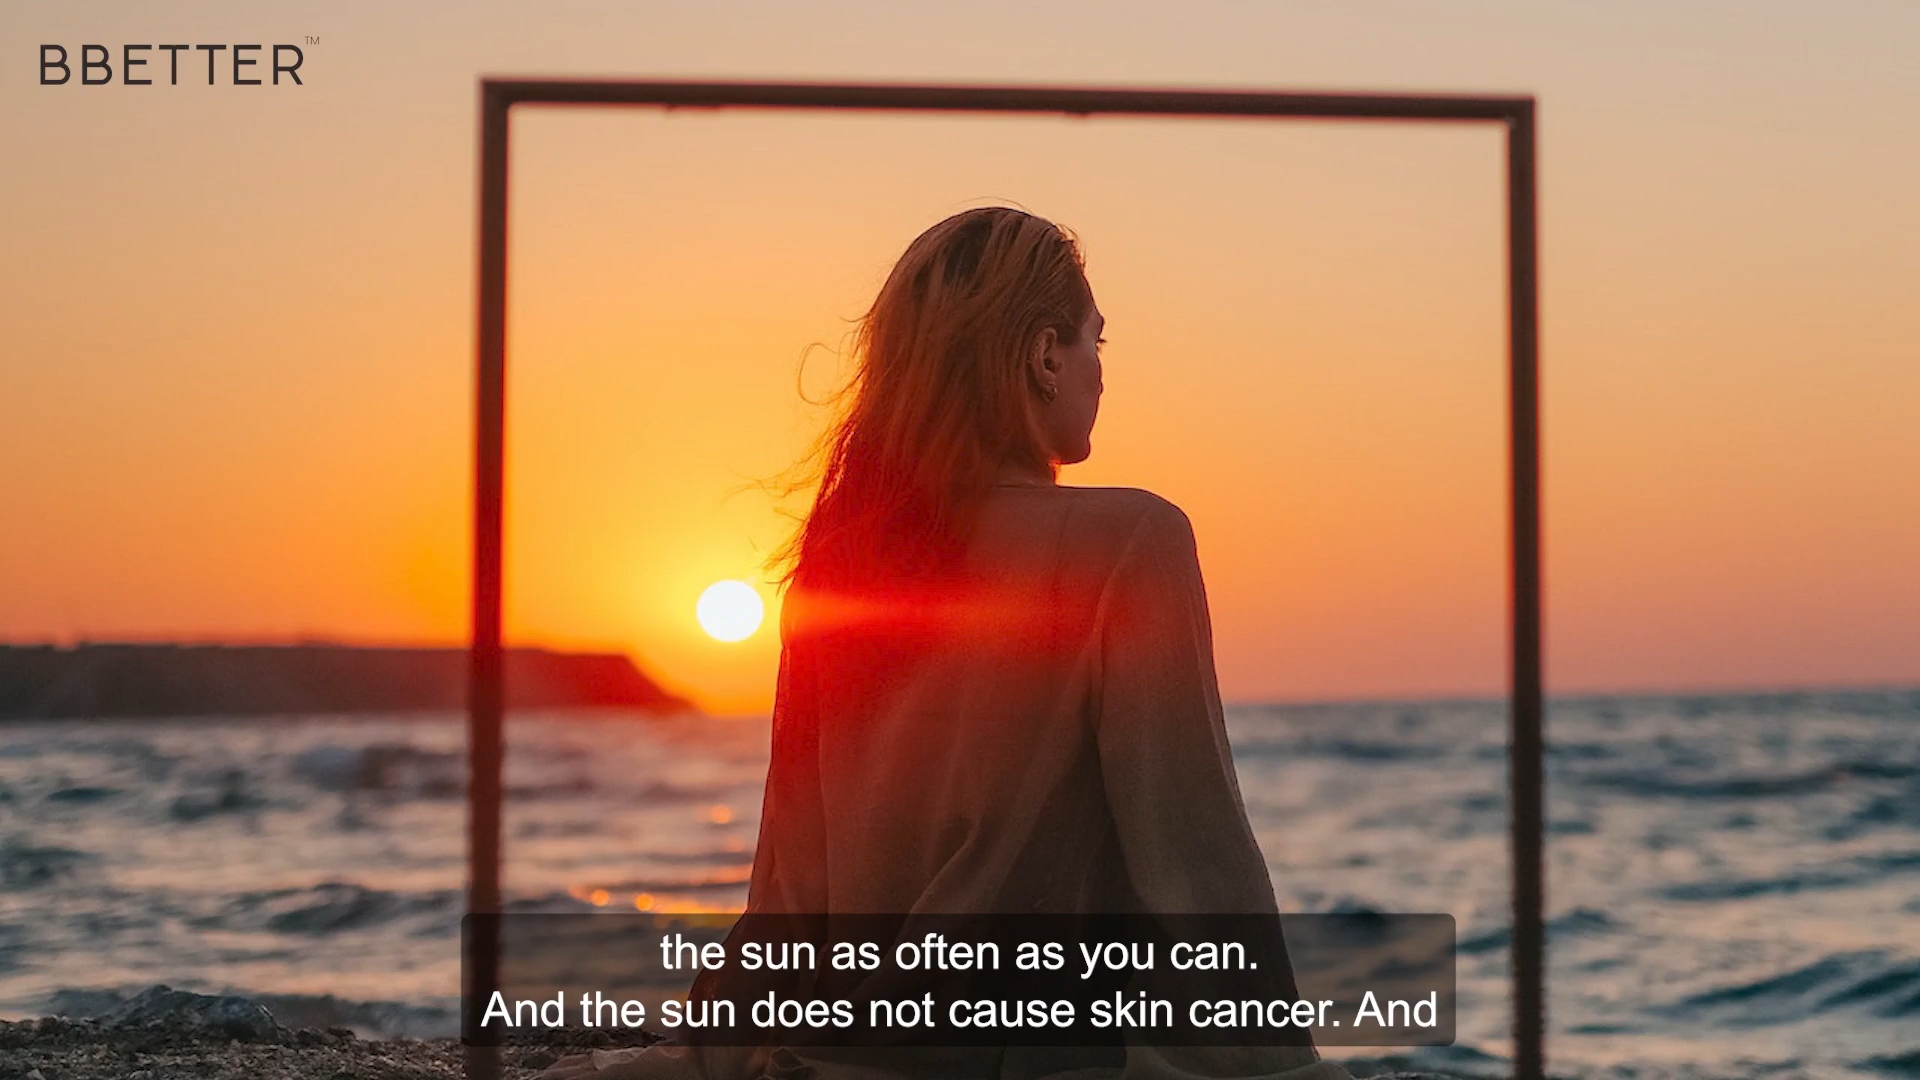 BBETTER™
the sun as often as you can.
And the sun does not cause skin cancer. And